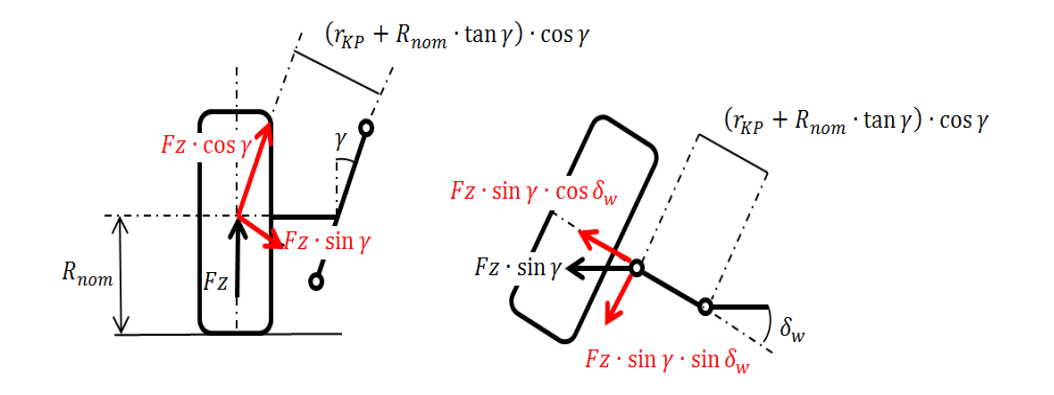 (r_KP + R_nom · tan γ) · cos γ
Fz · cos γ
γ
Fz · sin γ
R_nom
Fz
(r_KP + R_nom · tan γ) · cos γ
Fz · sin γ · cos δ_w
Fz · sin γ
δ_w
Fz · sin γ · sin δ_w